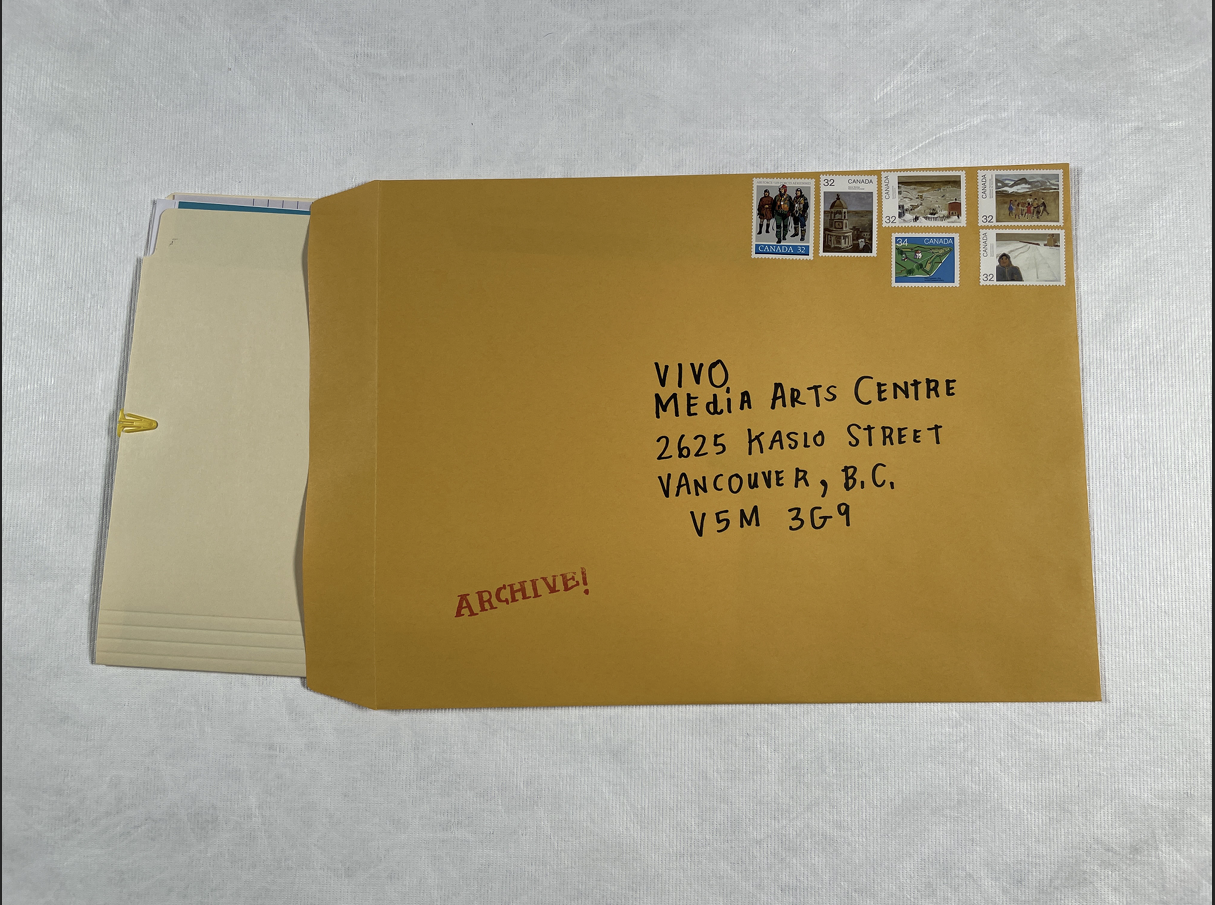 CANADA 32
32 CANADA
CANADA 32
CANADA 32
34 CANADA
CANADA 32
VIVO
MEdiA ARTS CENTRE
2625 KASLO STREET
VANCOUVER, B.C.
V5M 3G9
ARCHIVE!